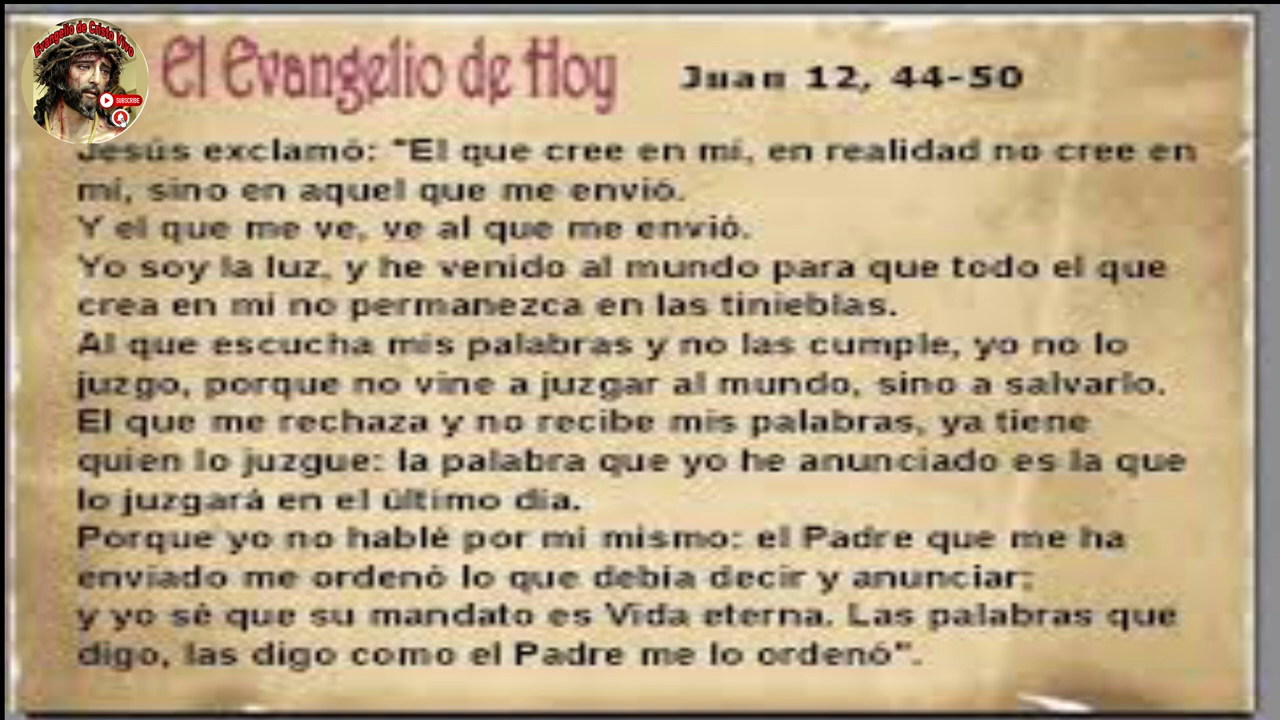 Evangelio de Cristo Vivo
SUBSCRIBE
El Evangelio de Hoy
Juan 12, 44-50
Jesús exclamó: "El que cree en mí, en realidad no cree en
mí, sino en aquel que me envió.
Y el que me ve, ve al que me envió.
Yo soy la luz, y he venido al mundo para que todo el que
crea en mí no permanezca en las tinieblas.
Al que escucha mis palabras y no las cumple, yo no lo
juzgo, porque no vine a juzgar al mundo, sino a salvarlo.
El que me rechaza y no recibe mis palabras, ya tiene
quien lo juzgue: la palabra que yo he anunciado es la que
lo juzgará en el último día.
Porque yo no hablé por mí mismo: el Padre que me ha
enviado me ordenó lo que debía decir y anunciar;
y yo sé que su mandato es Vida eterna. Las palabras que
digo, las digo como el Padre me lo ordenó".